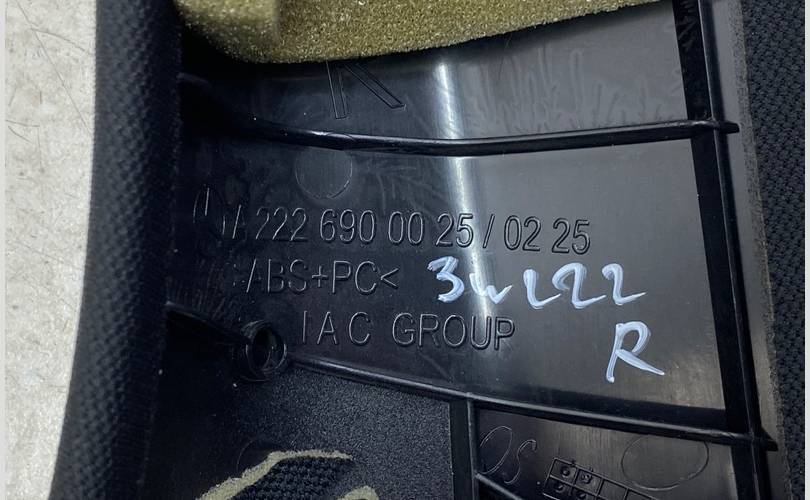 A 222 690 00 25 / 02 25
>ABS+PC<
3W222
IAC GROUP
R